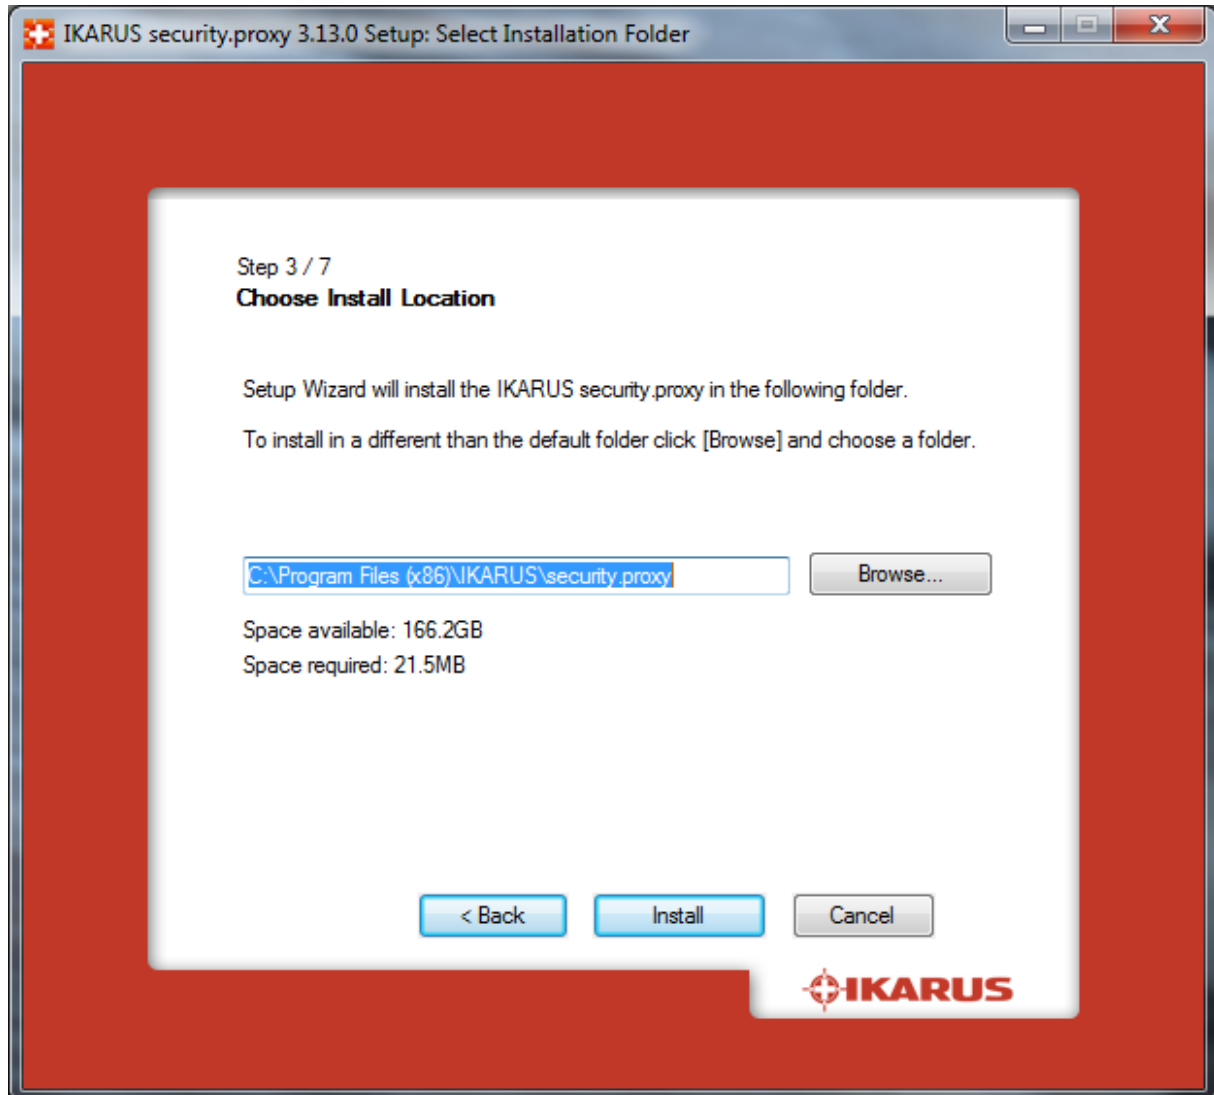 IKARUS security.proxy 3.13.0 Setup: Select Installation Folder
Step 3 / 7
Choose Install Location
Setup Wizard will install the IKARUS security.proxy in the following folder.
To install in a different than the default folder click [Browse] and choose a folder.
C:\Program Files (x86)\IKARUS\security.proxy
Browse...
Space available: 166.2GB
Space required: 21.5MB
< Back
Install
Cancel
IKARUS